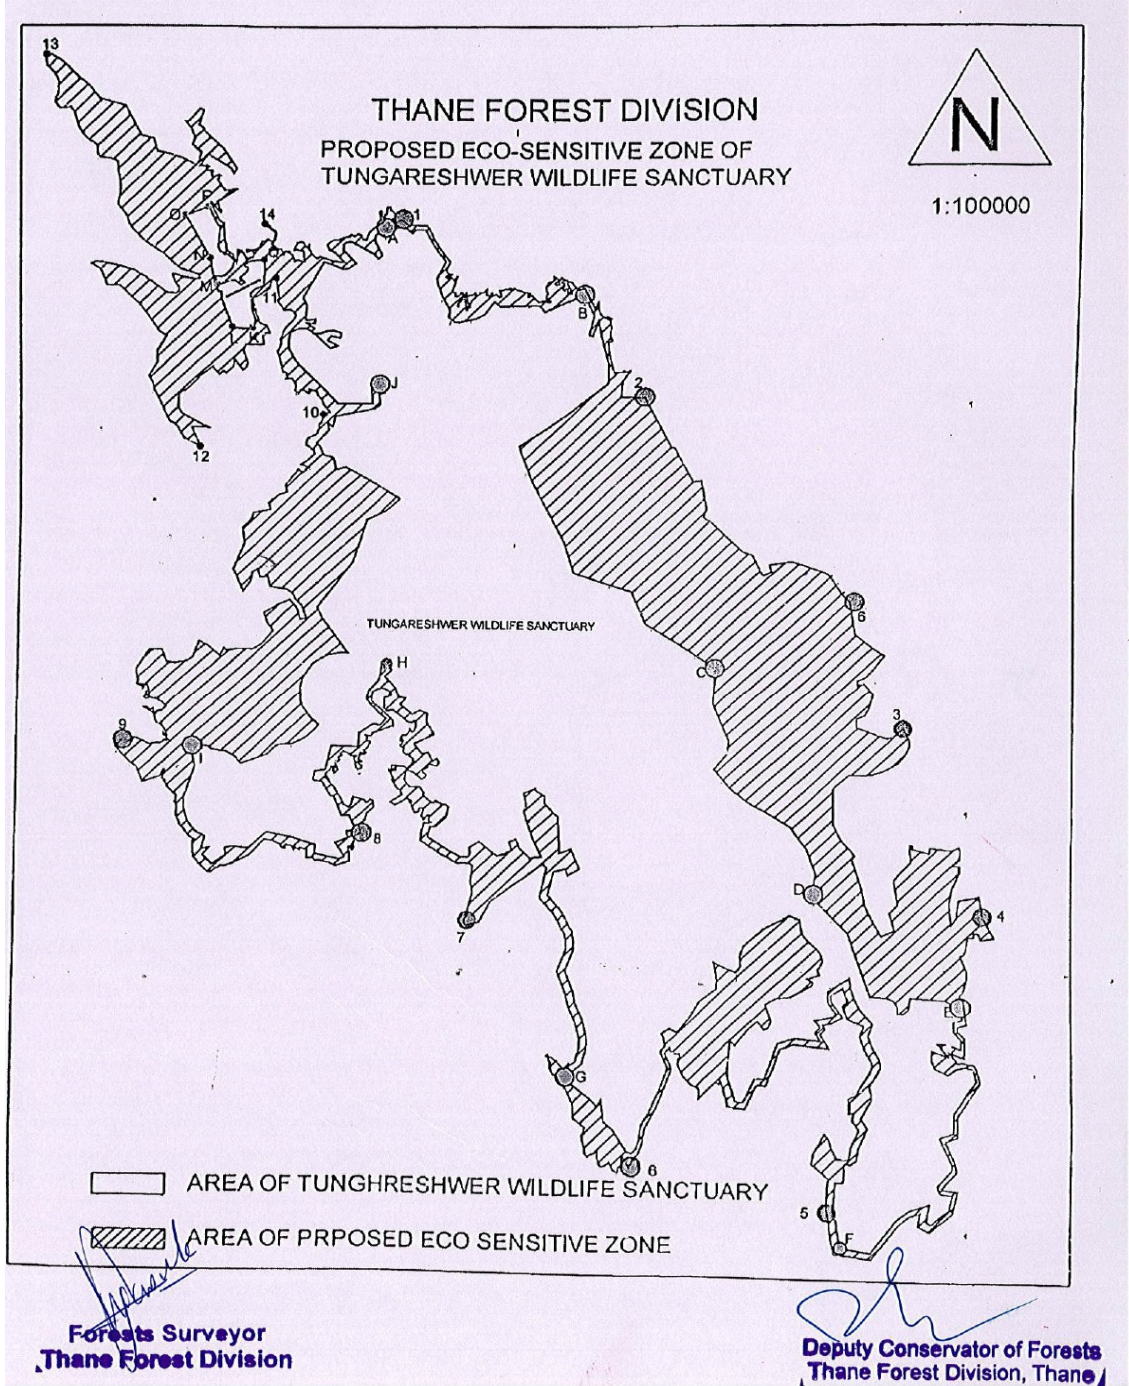 13
THANE FOREST DIVISION
PROPOSED ECO-SENSITIVE ZONE OF
TUNGARESHWER WILDLIFE SANCTUARY
N
1:100000
P
O
14
1
A
N
M
11
B
K
2
J
10
12
6
TUNGARESHWER WILDLIFE SANCTUARY
H
C
3
9
I
8
D
4
7
E
G
6
5
F
AREA OF TUNGHRESHWER WILDLIFE SANCTUARY
AREA OF PRPOSED ECO SENSITIVE ZONE
Forests Surveyor
Thane Forest Division
Deputy Conservator of Forests
Thane Forest Division, Thane